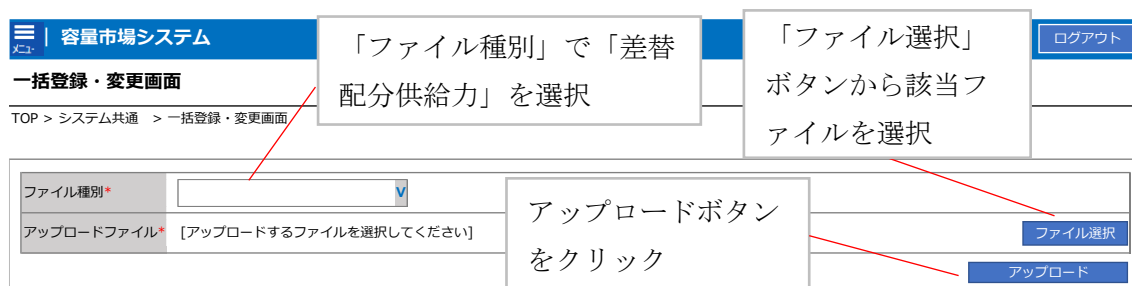 メニュー
容量市場システム
ログアウト
「ファイル種別」で「差替
配分供給力」を選択
「ファイル選択」
ボタンから該当フ
ァイルを選択
一括登録・変更画面
TOP > システム共通 > 一括登録・変更画面
ファイル種別*
V
アップロードファイル*
[アップロードするファイルを選択してください]
ファイル選択
アップロードボタン
をクリック
アップロード